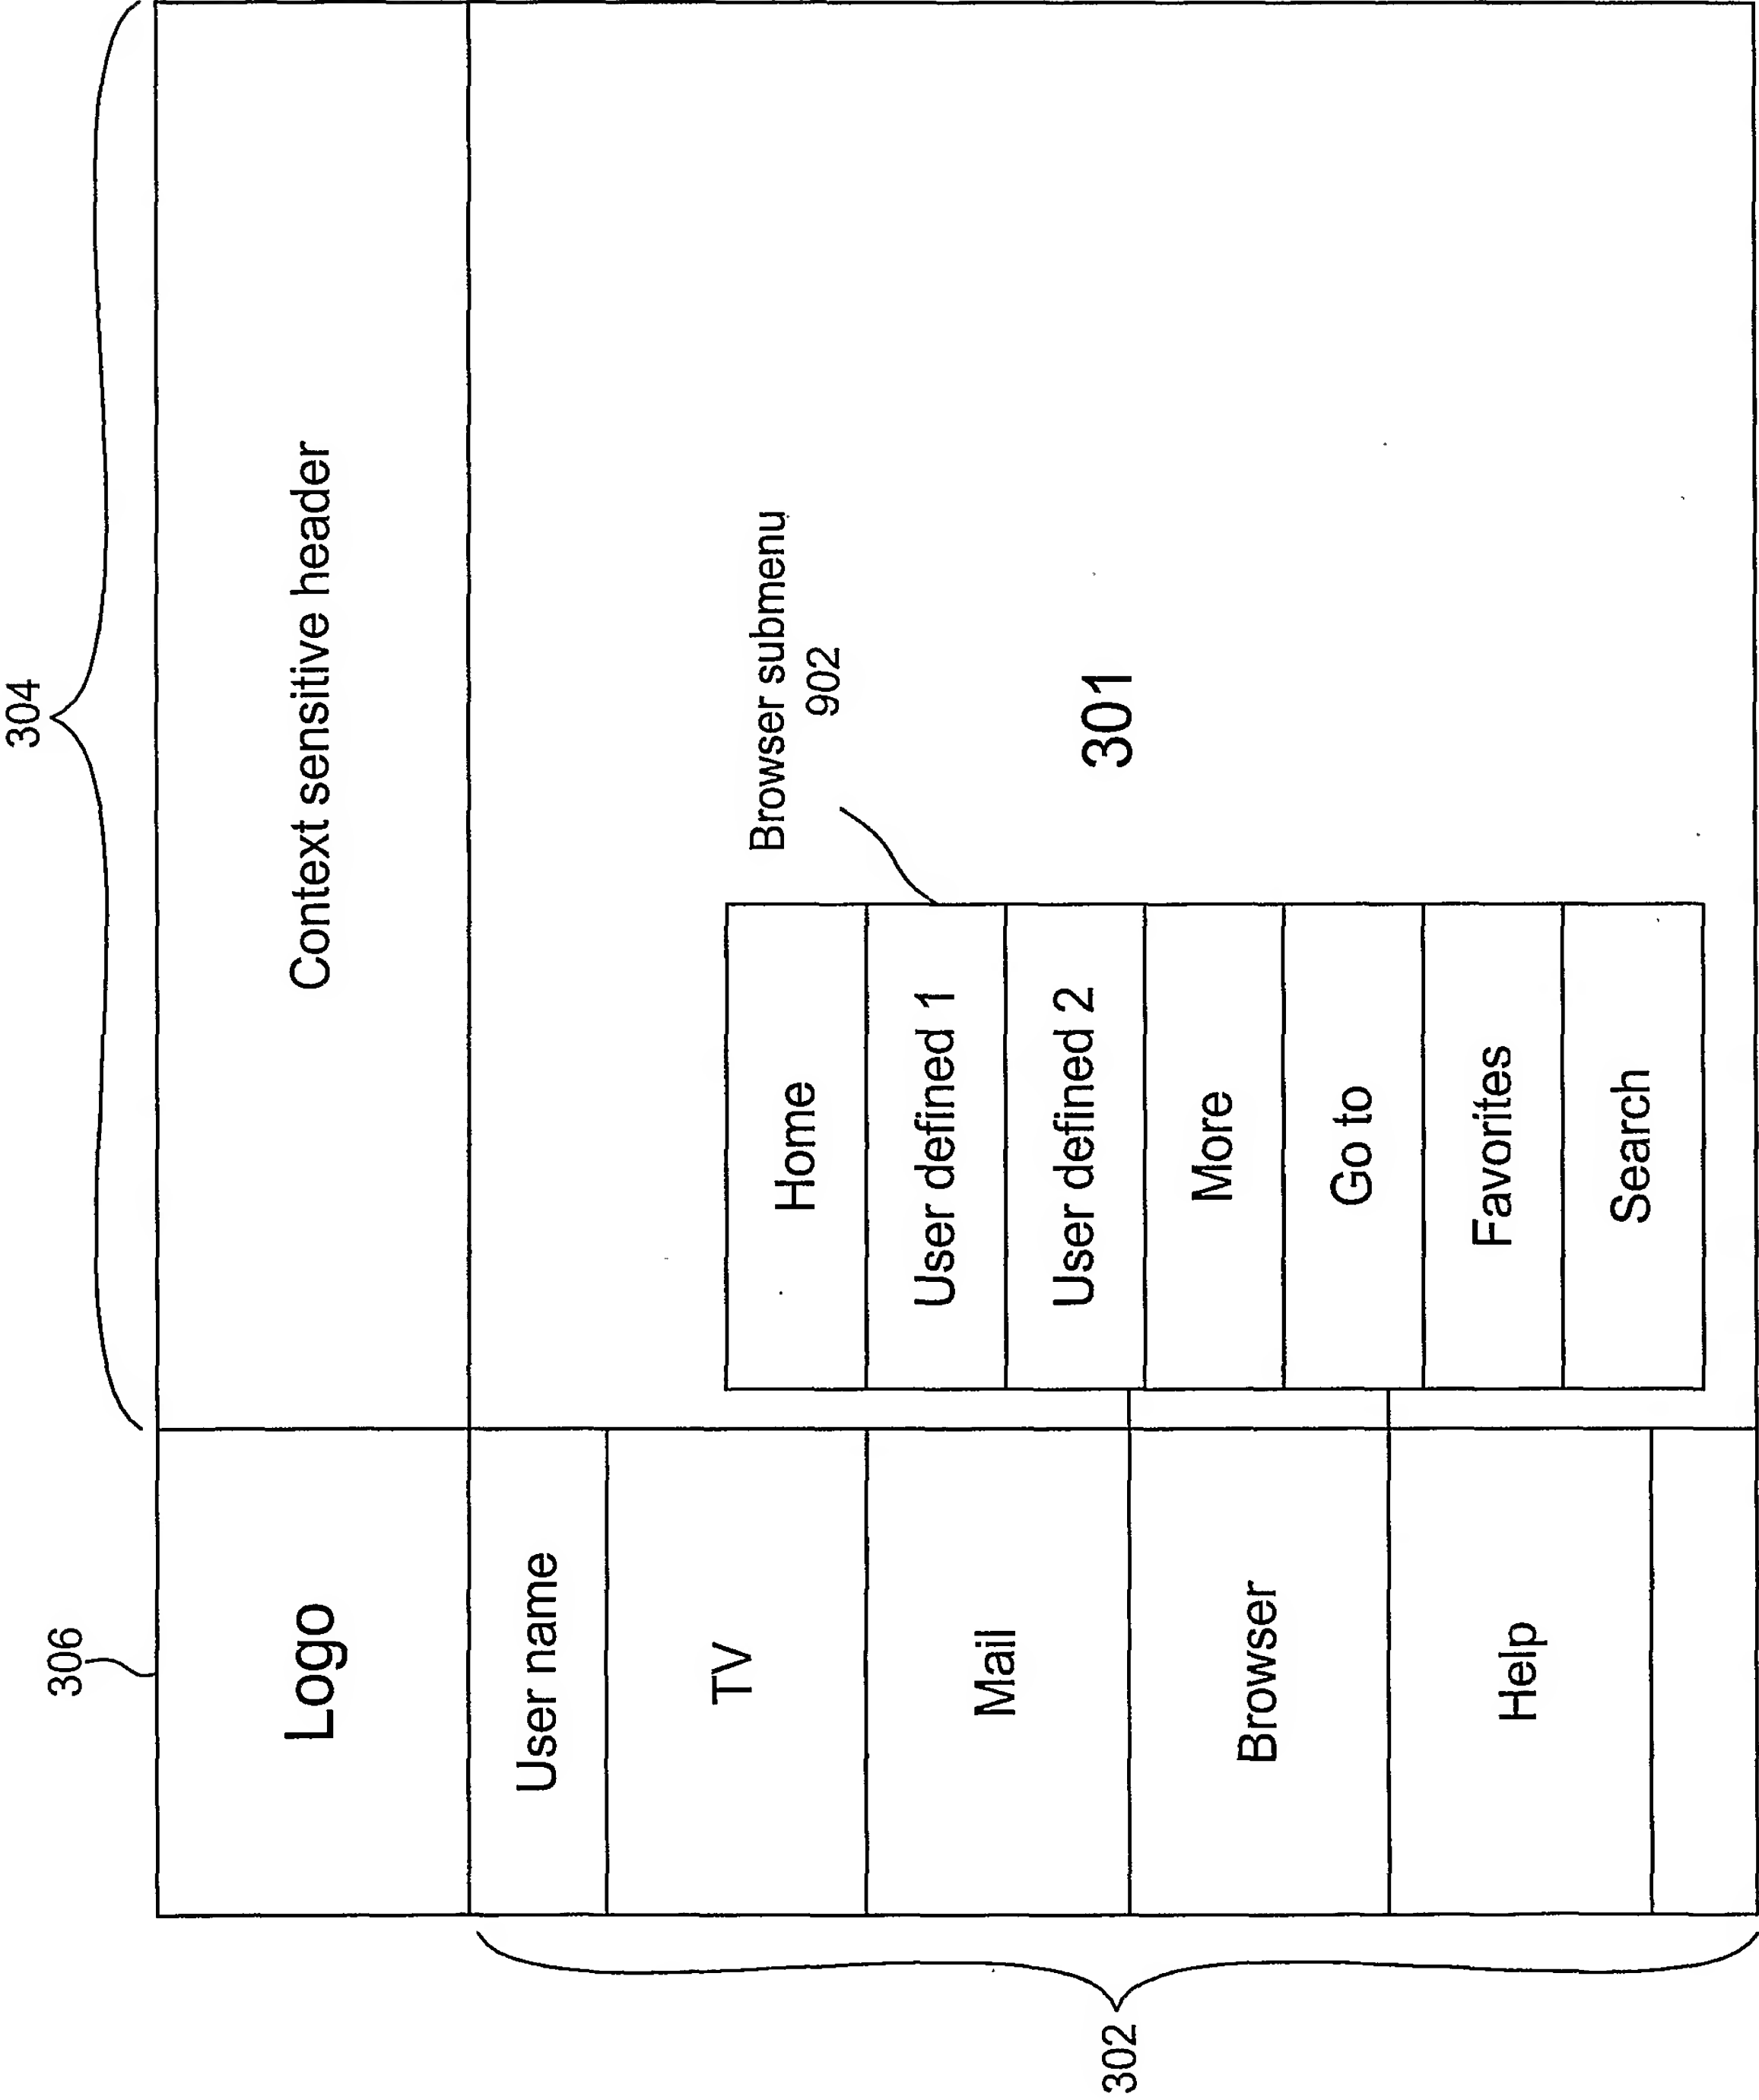 304
306
Logo
Context sensitive header
User name
TV
Mail
Browser
Help
302
Browser submenu
902
Home
User defined 1
User defined 2
More
Go to
Favorites
Search
301